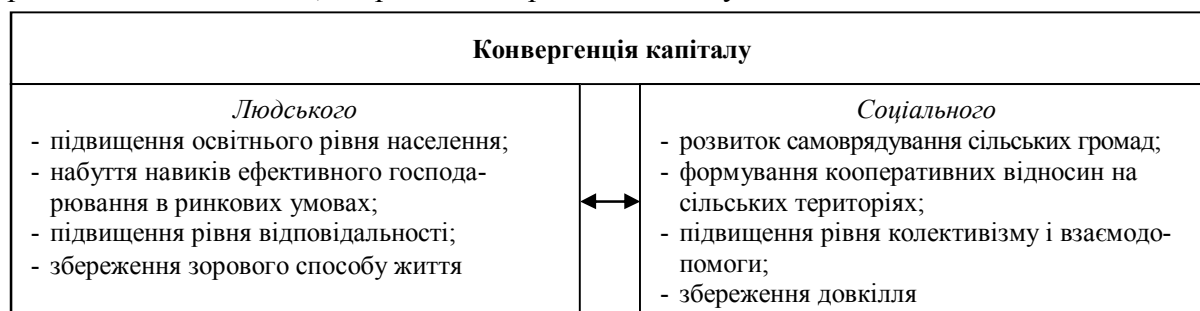 Конвергенція капіталу
Людського
- підвищення освітнього рівня населення;
- набуття навиків ефективного господа-
рювання в ринкових умовах;
- підвищення рівня відповідальності;
- збереження зорового способу життя
Соціального
- розвиток самоврядування сільських громад;
- формування кооперативних відносин на
сільських територіях;
- підвищення рівня колективізму і взаємодо-
помоги;
- збереження довкілля